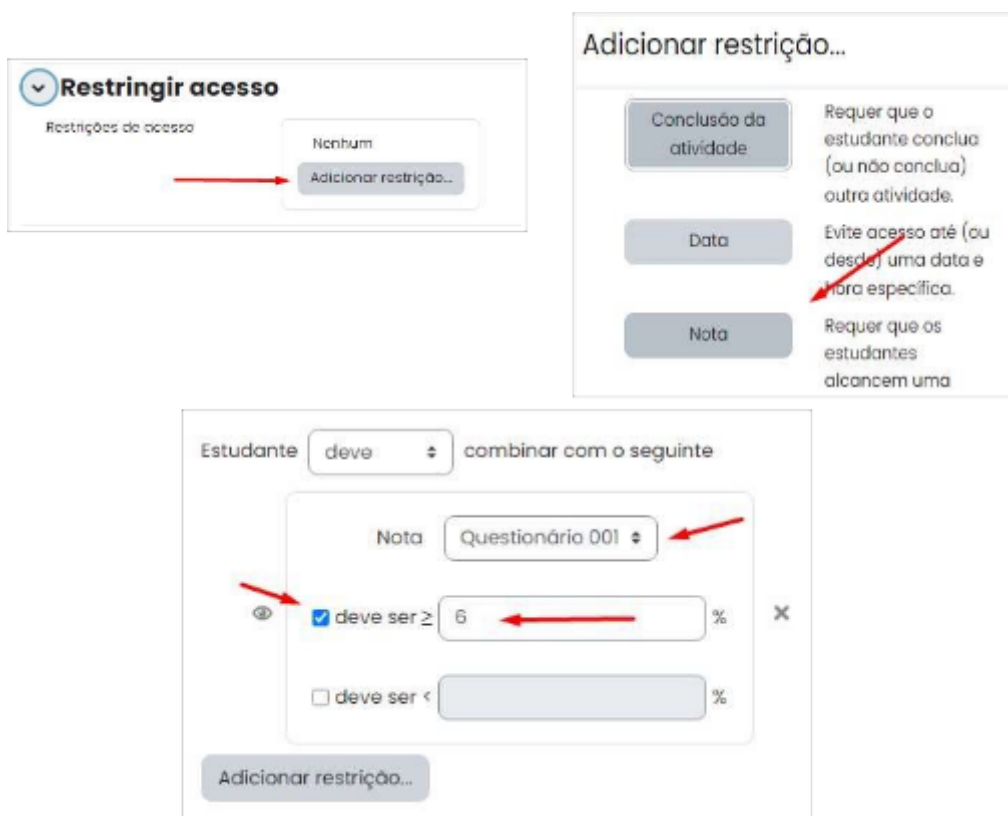 Restringir acesso
Restrições de acesso
Nenhum
Adicionar restrição...
Adicionar restrição...
Conclusão da
atividade
Requer que o
estudante conclua
(ou não conclua)
outra atividade.
Data
Evite acesso até (ou
desde) uma data e
hora específica.
Nota
Requer que os
estudantes
alcancem uma
Estudante deve combinar com o seguinte
Nota Questionário 001
deve ser ≥ 6 %
deve ser < %
Adicionar restrição...